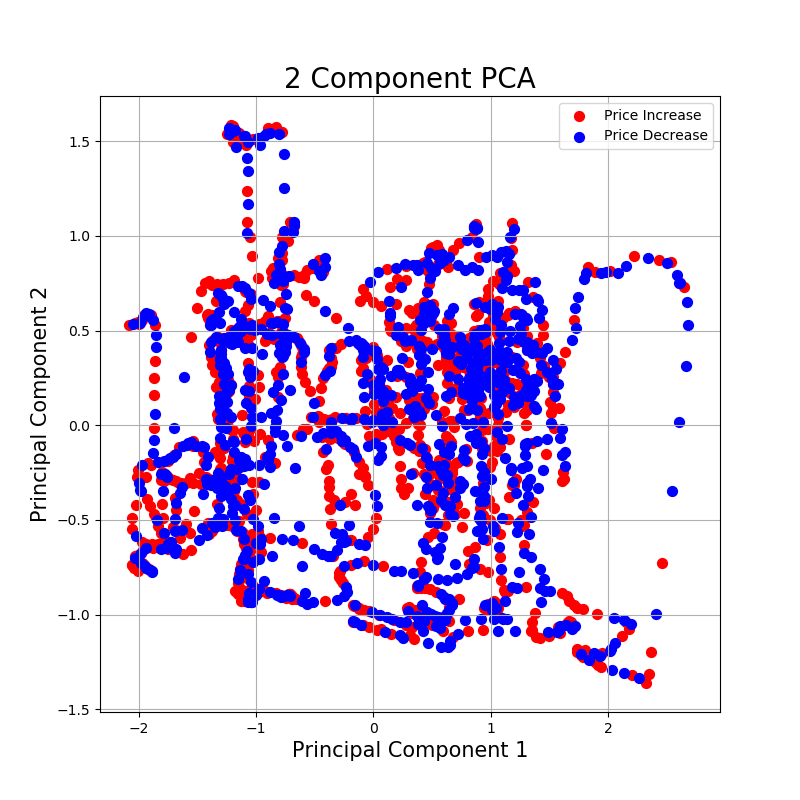 2 Component PCA
Price Increase
Price Decrease
1.5
1.0
0.5
0.0
−0.5
−1.0
−1.5
Principal Component 2
−2
−1
0
1
2
Principal Component 1